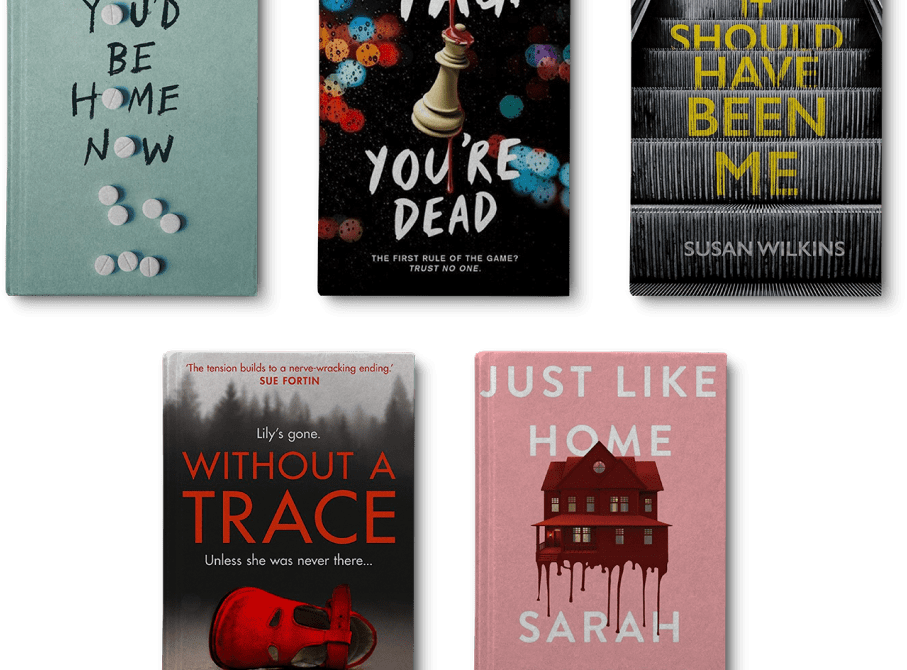 YOU'D
BE
HOME
NOW
YOU'RE
DEAD
THE FIRST RULE OF THE GAME?
TRUST NO ONE.
IT
SHOULD
HAVE
BEEN
ME
SUSAN WILKINS
'The tension builds to a nerve-wracking ending.'
SUE FORTIN
Lily's gone.
WITHOUT A
TRACE
Unless she was never there...
JUST LIKE
HOME
SARAH